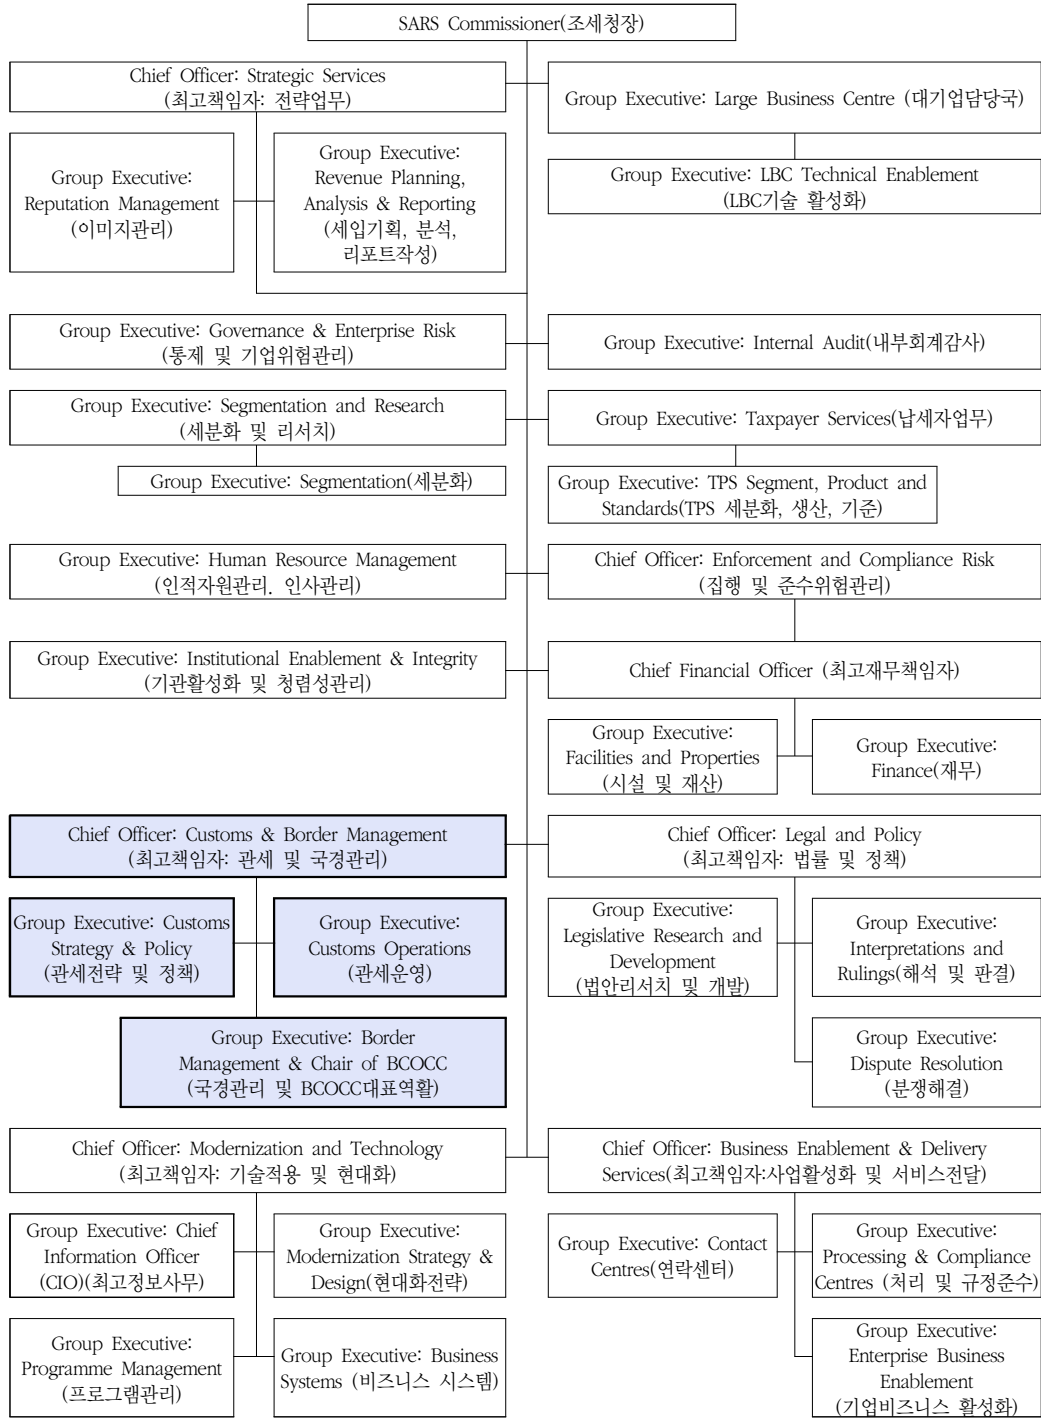 SARS Commissioner(조세청장)
Chief Officer: Strategic Services
(최고책임자: 전략업무)
Group Executive: Large Business Centre (대기업담당국)
Group Executive:
Reputation Management
(이미지관리)
Group Executive:
Revenue Planning,
Analysis & Reporting
(세입기획, 분석,
리포트작성)
Group Executive: LBC Technical Enablement
(LBC기술 활성화)
Group Executive: Governance & Enterprise Risk
(통제 및 기업위험관리)
Group Executive: Internal Audit(내부회계감사)
Group Executive: Segmentation and Research
(세분화 및 리서치)
Group Executive: Taxpayer Services(납세자업무)
Group Executive: Segmentation(세분화)
Group Executive: TPS Segment, Product and
Standards(TPS 세분화, 생산, 기준)
Group Executive: Human Resource Management
(인적자원관리. 인사관리)
Chief Officer: Enforcement and Compliance Risk
(집행 및 준수위험관리)
Group Executive: Institutional Enablement & Integrity
(기관활성화 및 청렴성관리)
Chief Financial Officer (최고재무책임자)
Group Executive:
Facilities and Properties
(시설 및 재산)
Group Executive:
Finance(재무)
Chief Officer: Customs & Border Management
(최고책임자: 관세 및 국경관리)
Chief Officer: Legal and Policy
(최고책임자: 법률 및 정책)
Group Executive: Customs
Strategy & Policy
(관세전략 및 정책)
Group Executive:
Customs Operations
(관세운영)
Group Executive:
Legislative Research and
Development
(법안리서치 및 개발)
Group Executive:
Interpretations and
Rulings(해석 및 판결)
Group Executive: Border
Management & Chair of BCOCC
(국경관리 및 BCOCC대표역활)
Group Executive:
Dispute Resolution
(분쟁해결)
Chief Officer: Modernization and Technology
(최고책임자: 기술적용 및 현대화)
Chief Officer: Business Enablement & Delivery
Services(최고책임자:사업활성화 및 서비스전달)
Group Executive: Chief
Information Officer
(CIO)(최고정보사무)
Group Executive:
Modernization Strategy &
Design(현대화전략)
Group Executive: Contact
Centres(연락센터)
Group Executive:
Processing & Compliance
Centres (처리 및 규정준수)
Group Executive:
Programme Management
(프로그램관리)
Group Executive: Business
Systems (비즈니스 시스템)
Group Executive:
Enterprise Business
Enablement
(기업비즈니스 활성화)